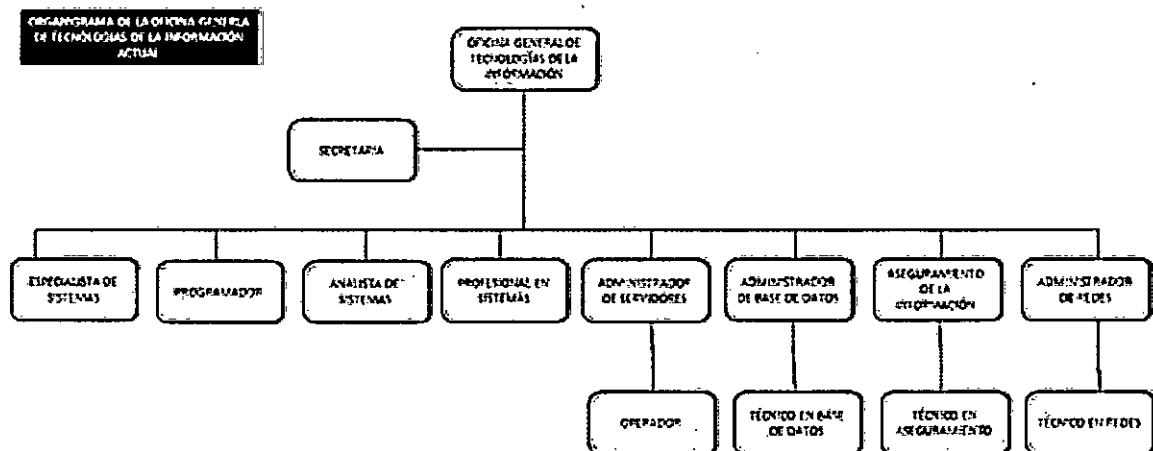 ORGANIGRAMA DE LA OFICINA GENERLA
DE TECNOLOGÍAS DE LA INFORMACIÓN
ACTUAL
OFICINA GENERAL DE
TECNOLOGÍAS DE LA
INFORMACIÓN
SECRETARIA
ESPECIALISTA DE
SISTEMAS
PROGRAMADOR
ANALISTA DE
SISTEMAS
PROFESIONAL EN
SISTEMAS
ADMINISTRADOR
DE SERVIDORES
ADMINISTRADOR
DE BASE DE DATOS
ASEGURAMIENTO
DE LA
INFORMACIÓN
ADMINISTRADOR
DE REDES
OPERADOR
TÉCNICO EN BASE
DE DATOS
TÉCNICO EN
ASEGURAMIENTO
TÉCNICO EN REDES